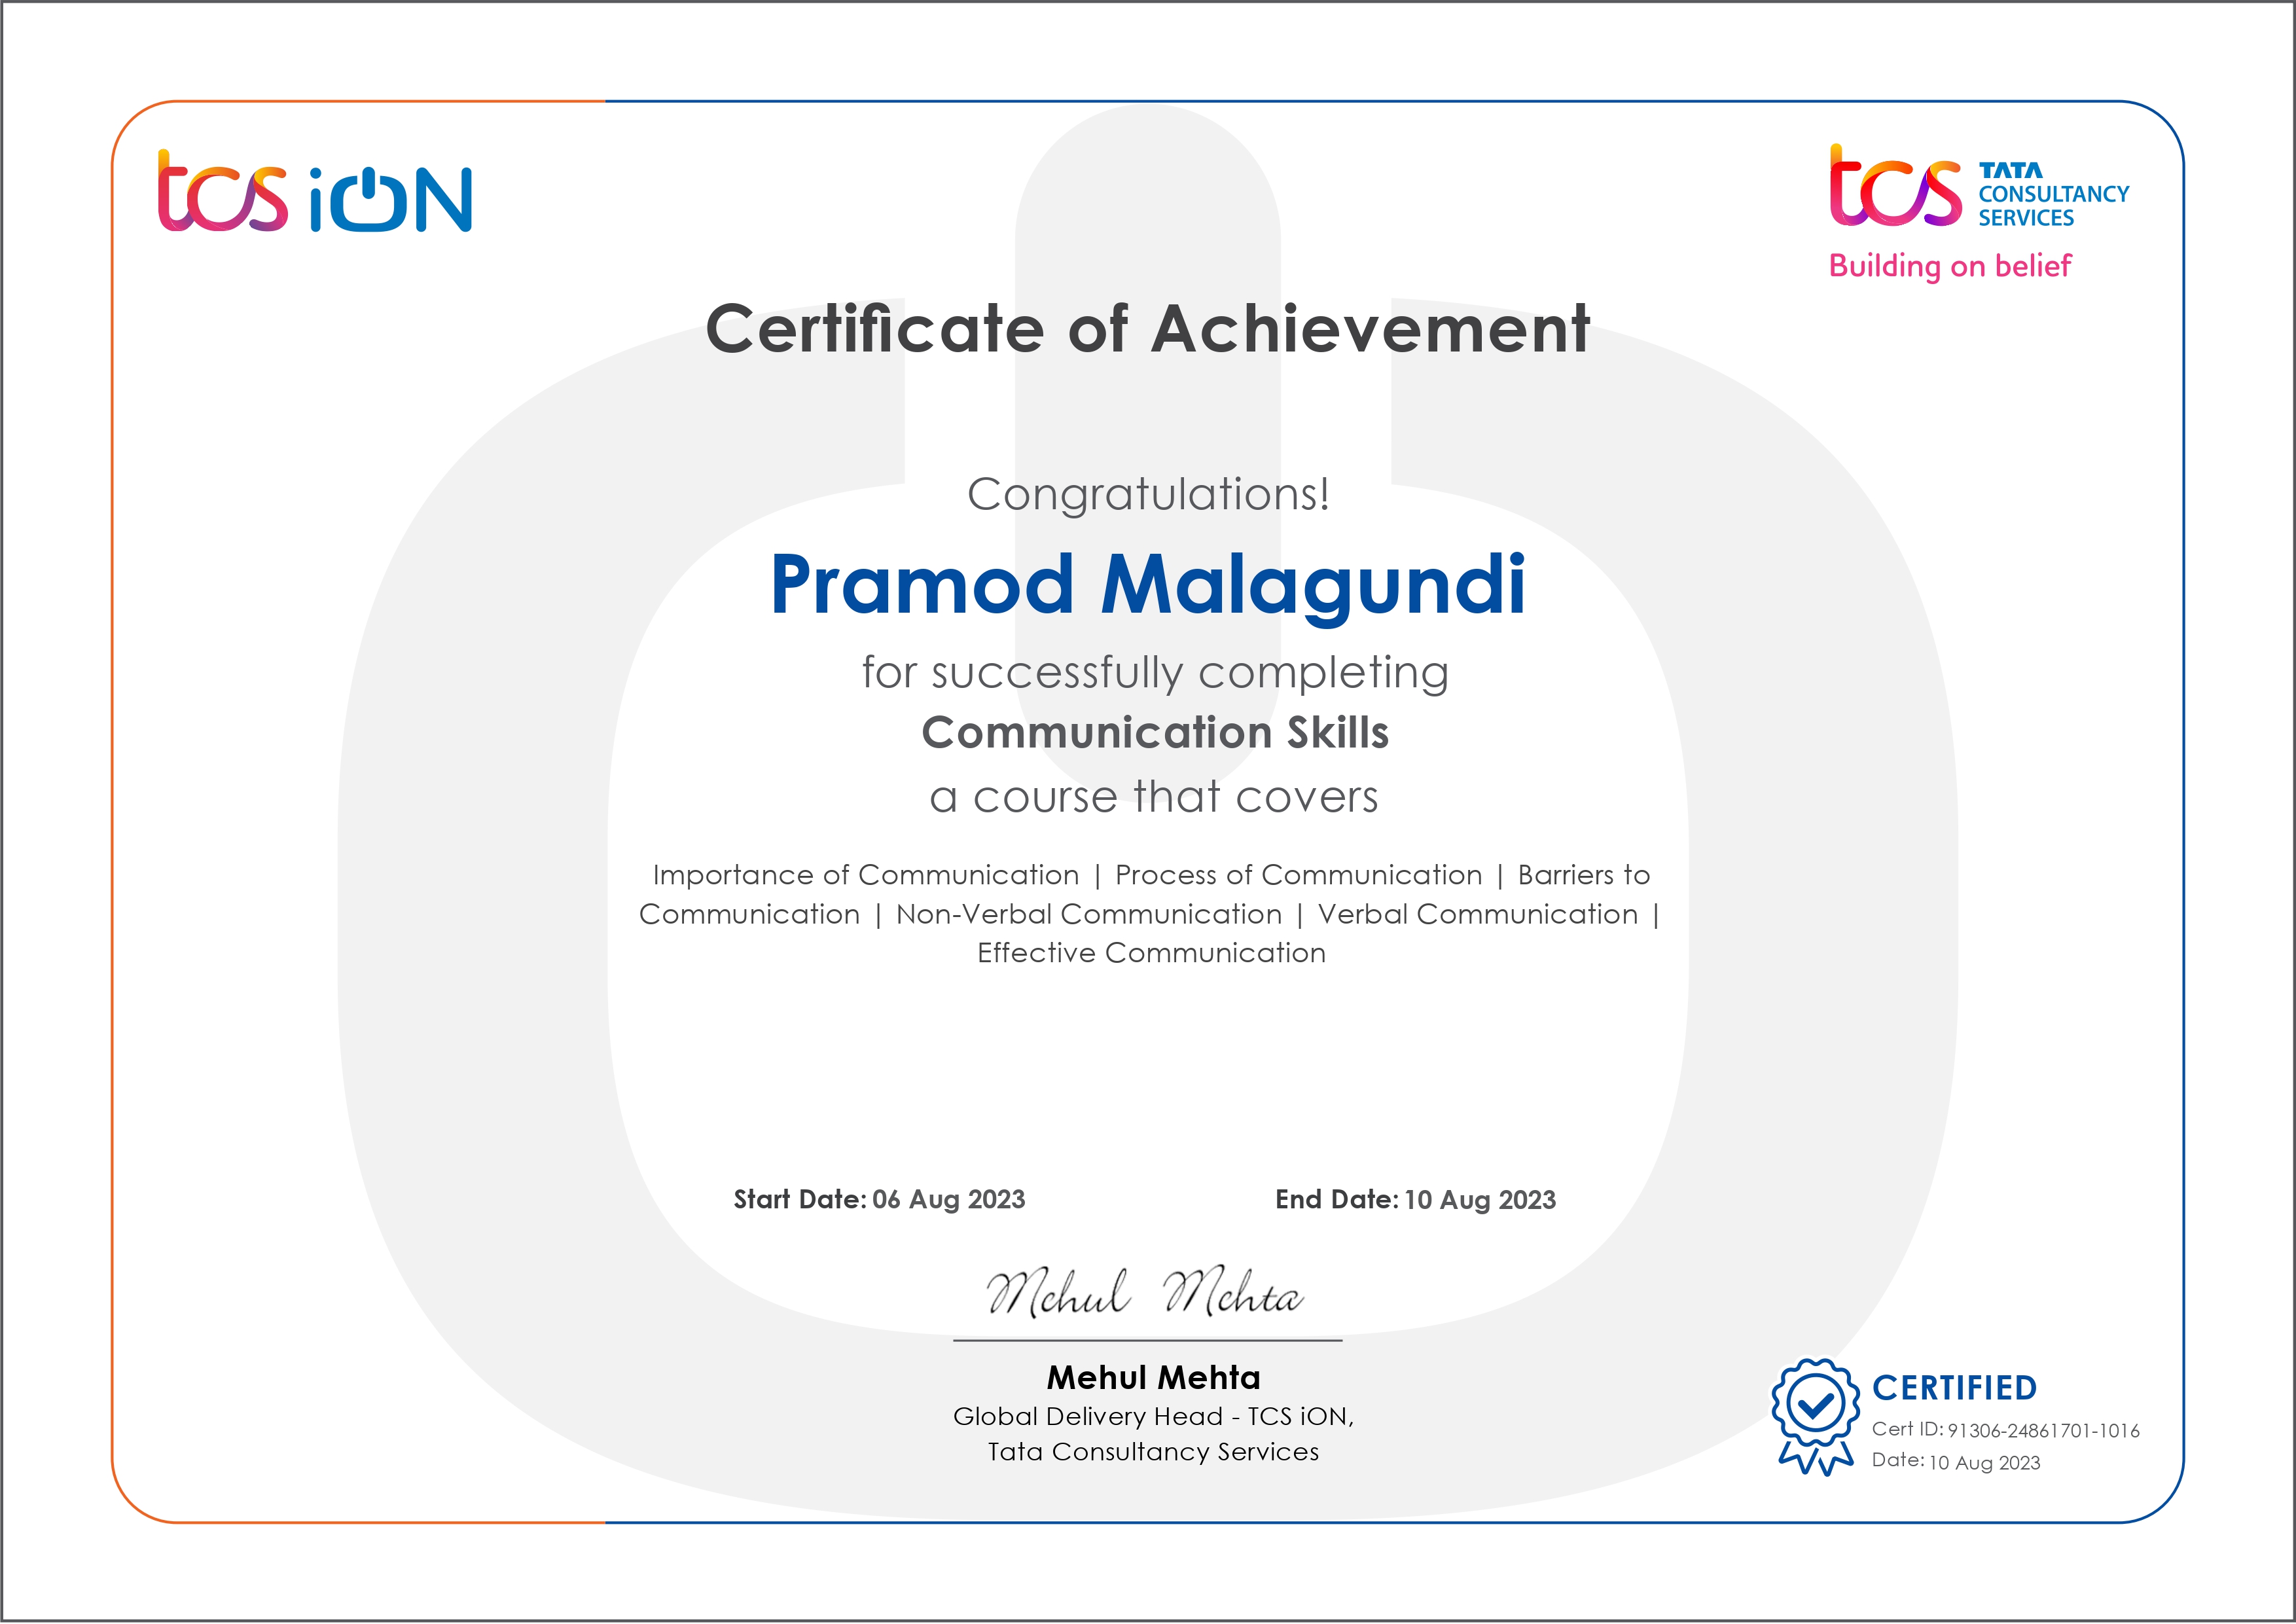 tcs iON
tcs TATA
CONSULTANCY
SERVICES
Building on belief
Certificate of Achievement
Congratulations!
Pramod Malagundi
for successfully completing
Communication Skills
a course that covers
Importance of Communication | Process of Communication | Barriers to
Communication | Non-Verbal Communication | Verbal Communication |
Effective Communication
Start Date: 06 Aug 2023 End Date: 10 Aug 2023
Mehul Mehta
Mehul Mehta
Global Delivery Head - TCS iON,
Tata Consultancy Services
CERTIFIED
Cert ID: 91306-24861701-1016
Date: 10 Aug 2023